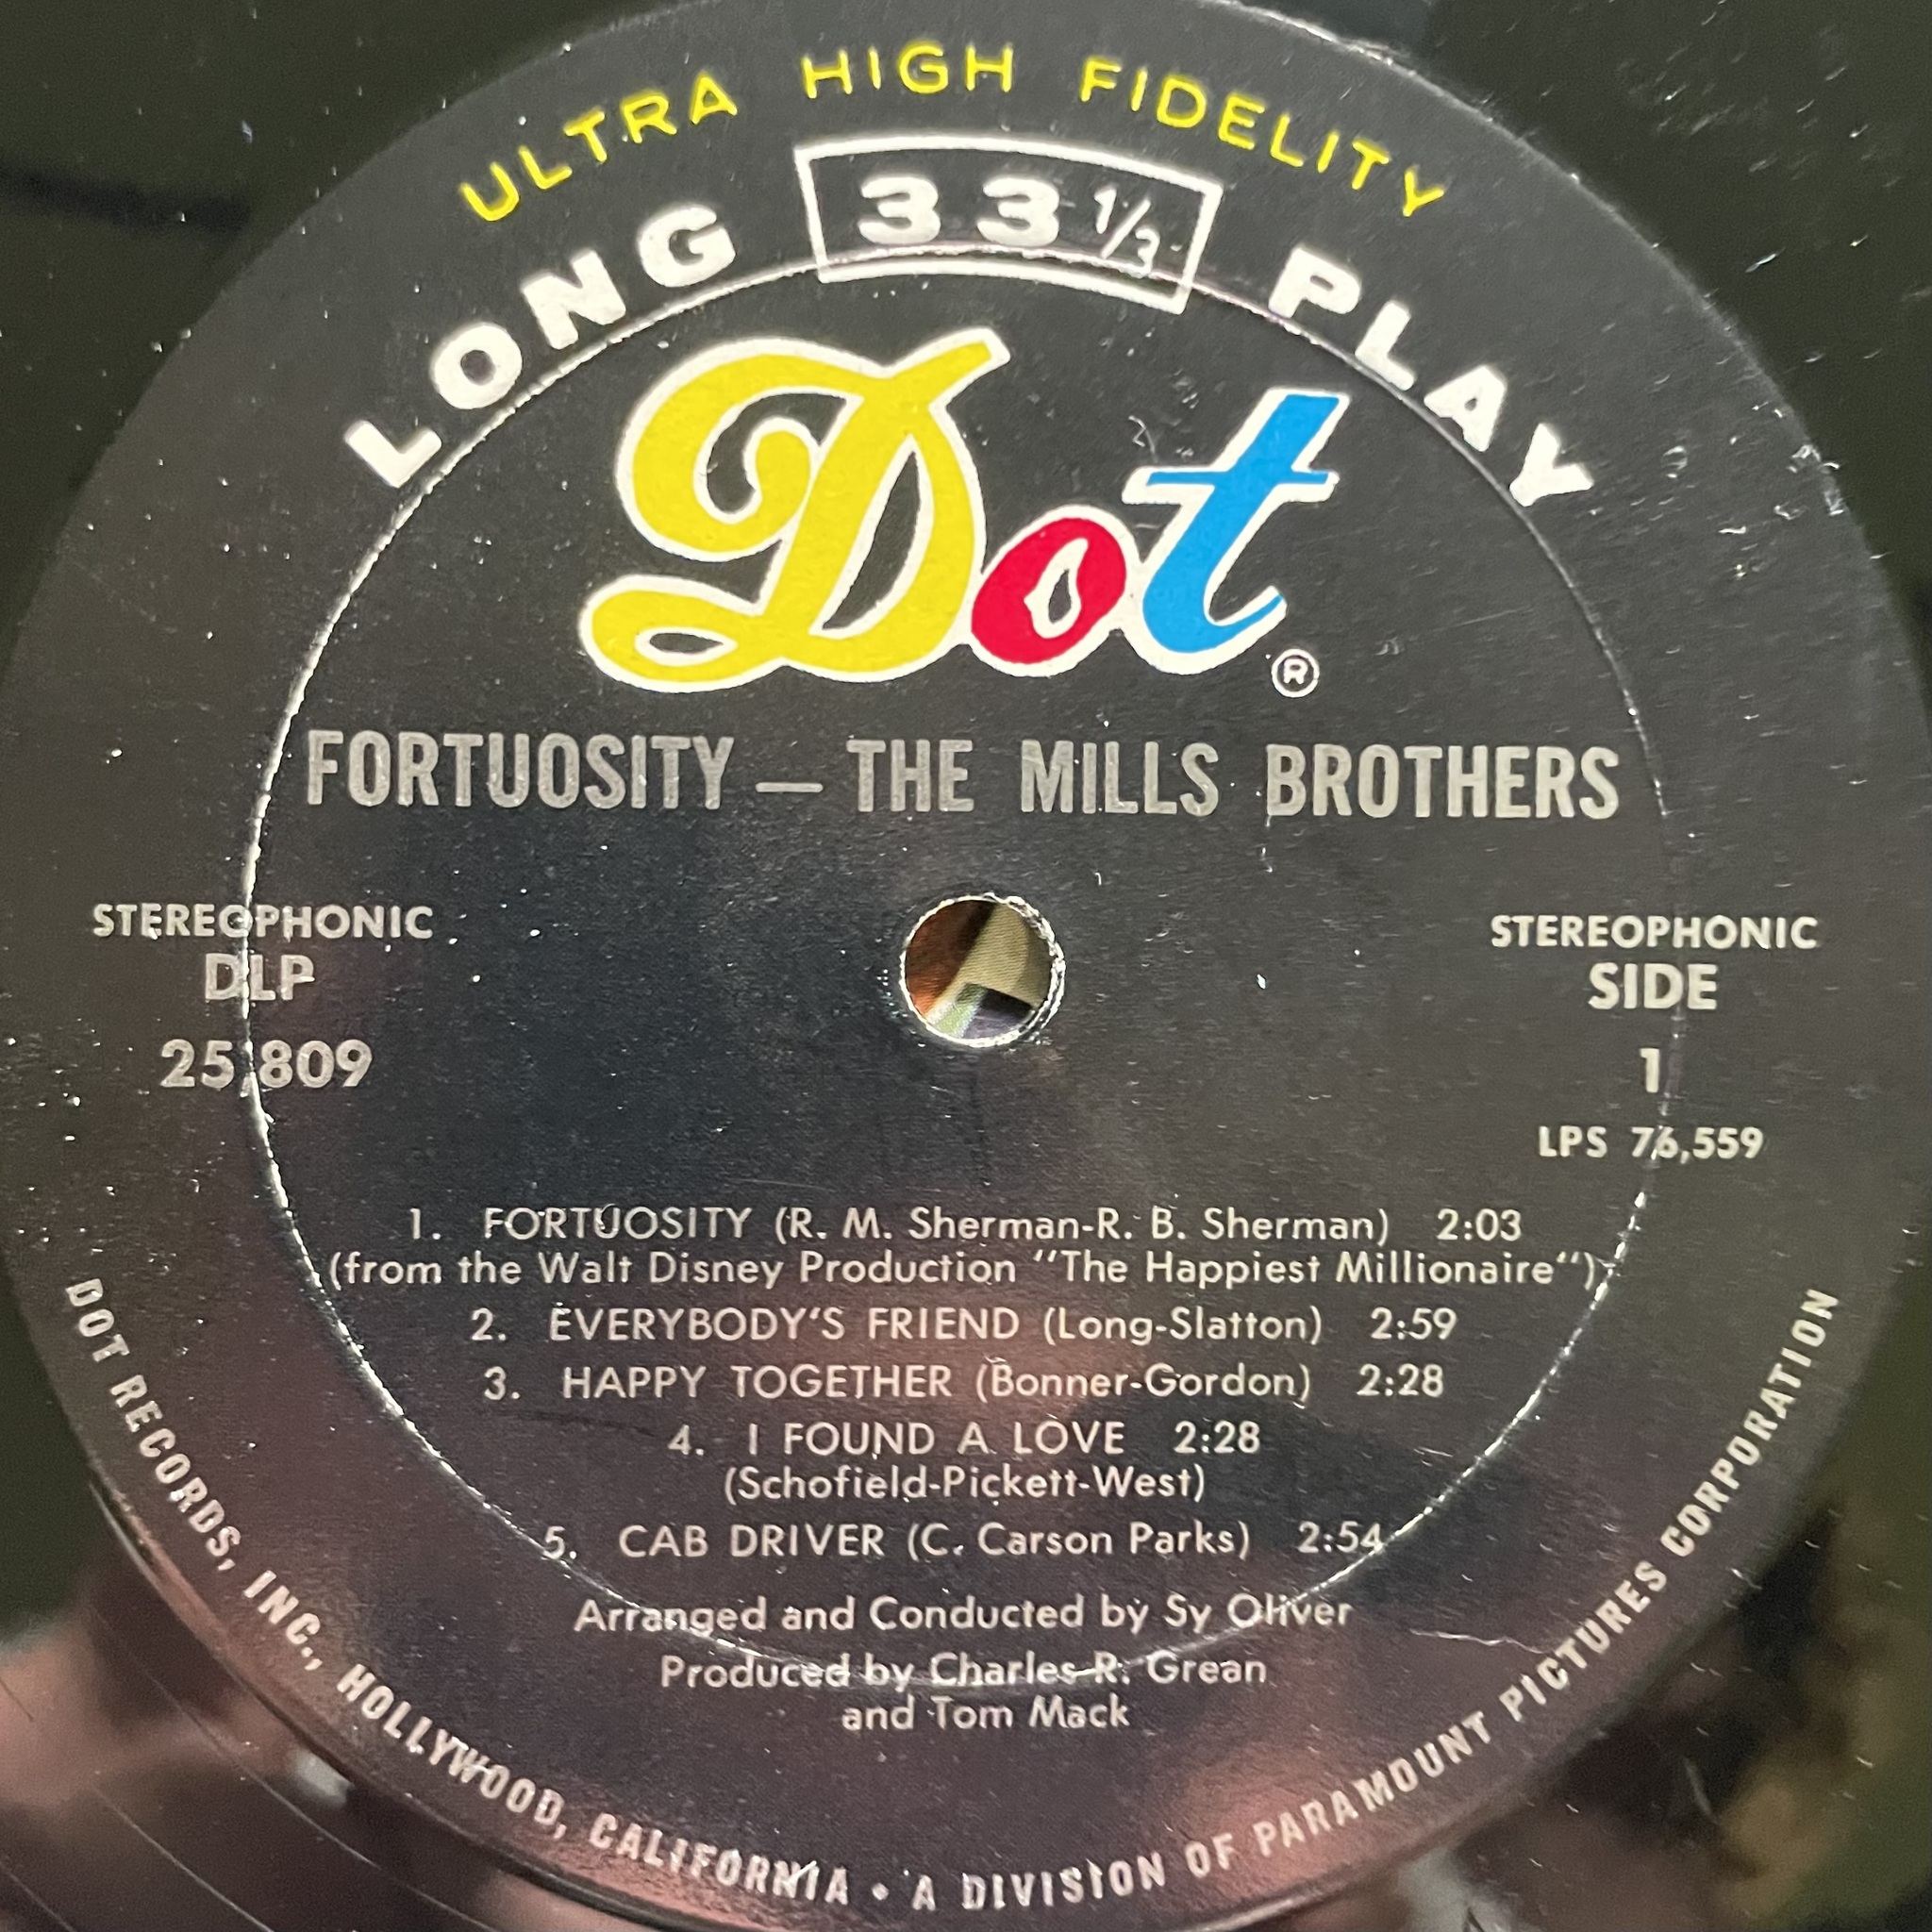 ULTRA HIGH FIDELITY
LONG 33 1/3 PLAY
Dot ®
FORTUOSITY — THE MILLS BROTHERS
STEREOPHONIC
DLP
25,809
STEREOPHONIC
SIDE
1
LPS 76,559
1. FORTUOSITY (R. M. Sherman-R. B. Sherman) 2:03
(from the Walt Disney Production "The Happiest Millionaire")
2. EVERYBODY'S FRIEND (Long-Slatton) 2:59
3. HAPPY TOGETHER (Bonner-Gordon) 2:28
4. I FOUND A LOVE 2:28
(Schofield-Pickett-West)
5. CAB DRIVER (C. Carson Parks) 2:54
Arranged and Conducted by Sy Oliver
Produced by Charles R. Grean
and Tom Mack
DOT RECORDS, INC., HOLLYWOOD, CALIFORNIA • A DIVISION OF PARAMOUNT PICTURES CORPORATION